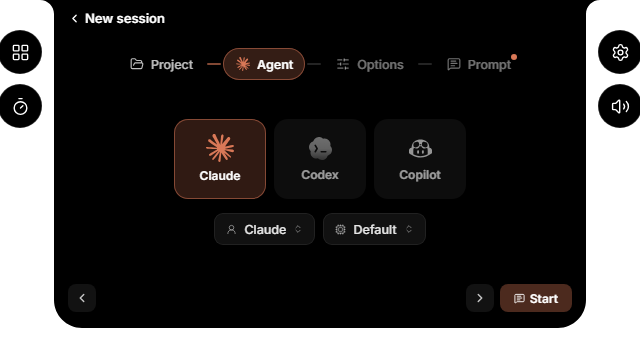 New session
Project
Agent
Options
Prompt
Claude
Codex
Copilot
Claude
Default
Start